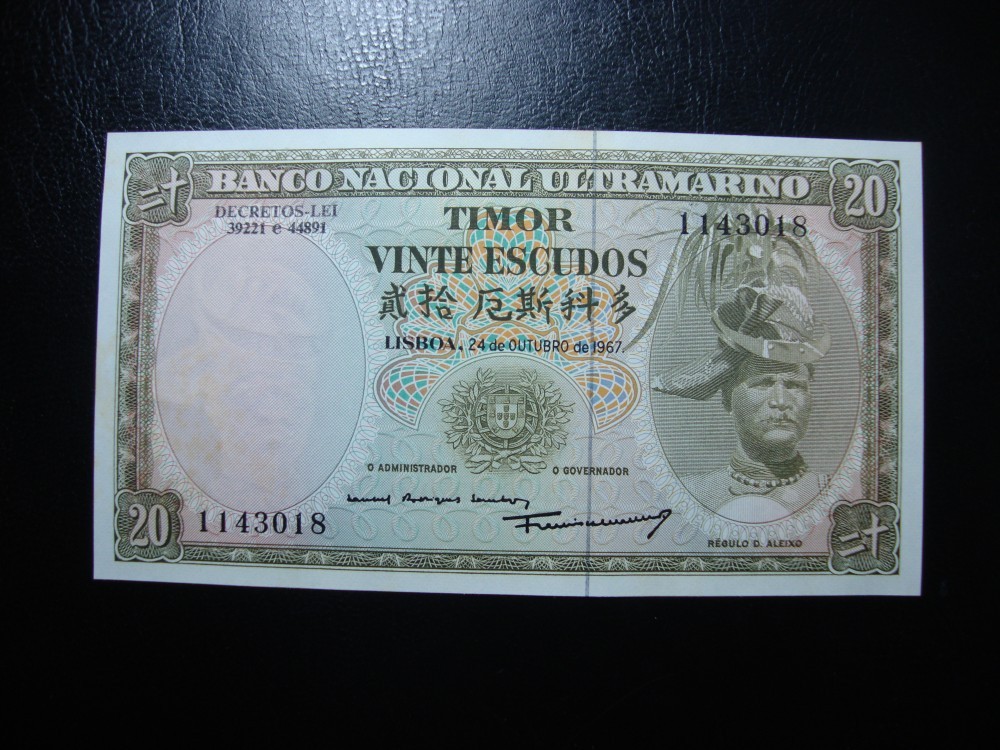 BANCO NACIONAL ULTRAMARINO
二十
20
DECRETOS-LEI
39221 e 44891
TIMOR
1143018
VINTE ESCUDOS
貳拾厄斯科多
LISBOA, 24 de OUTUBRO de 1967.
O ADMINISTRADOR
O GOVERNADOR
20
1143018
RÉGULO D. ALEIXO
二十